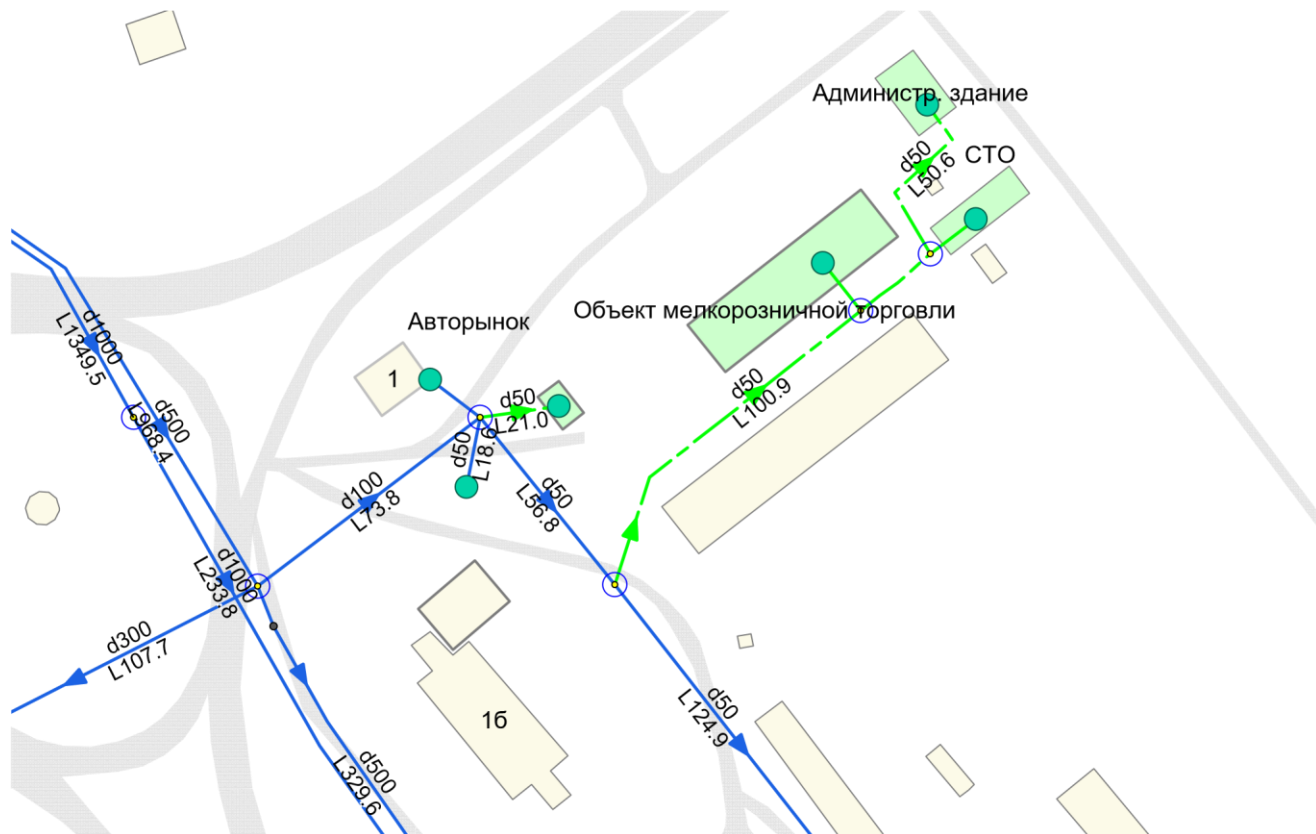 Администр. здание
СТО
d50
L50.6
Объект мелкорозничной торговли
Авторынок
1
d1000
L1349.5
d50
L21.0
d50
L100.9
d500
L968.4
d50
L18.6
d100
L73.8
d50
L56.8
d1000
L233.8
d300
L107.7
1б
d50
L124.9
d500
L329.6